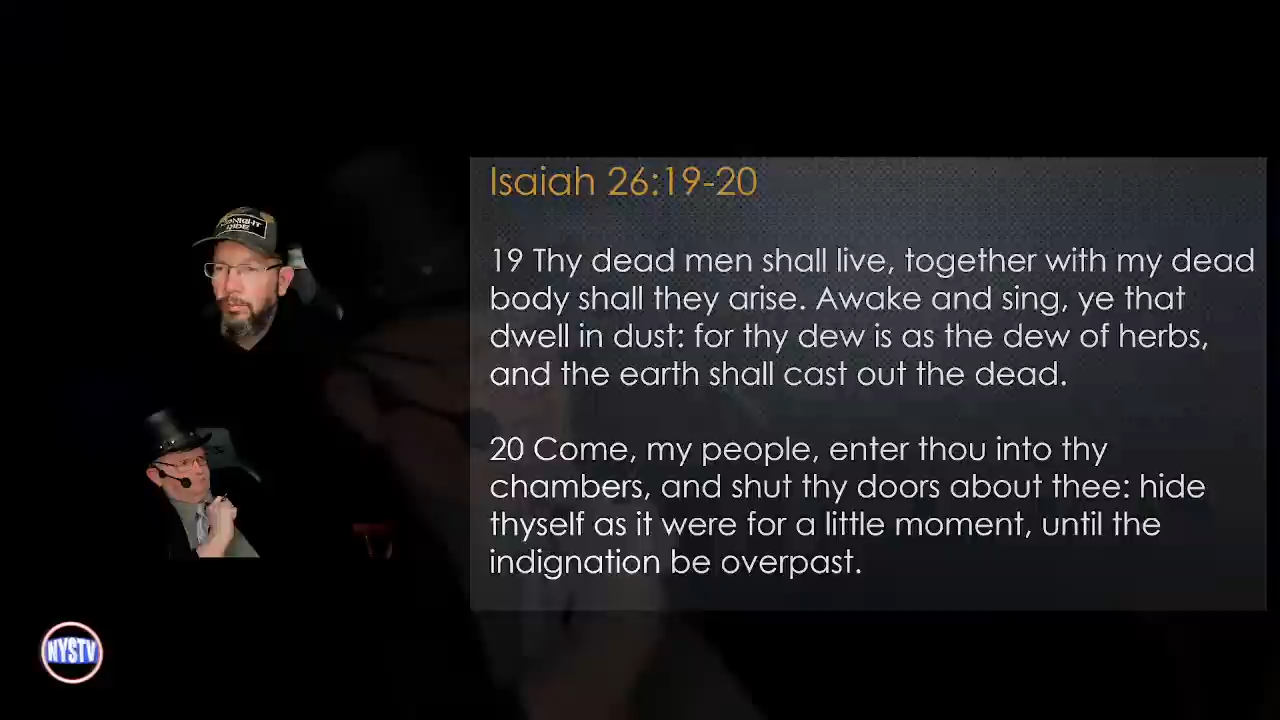 Isaiah 26:19-20
19 Thy dead men shall live, together with my dead
body shall they arise. Awake and sing, ye that
dwell in dust: for thy dew is as the dew of herbs,
and the earth shall cast out the dead.
20 Come, my people, enter thou into thy
chambers, and shut thy doors about thee: hide
thyself as it were for a little moment, until the
indignation be overpast.
MIDNIGHT
RIDE
NYSTV